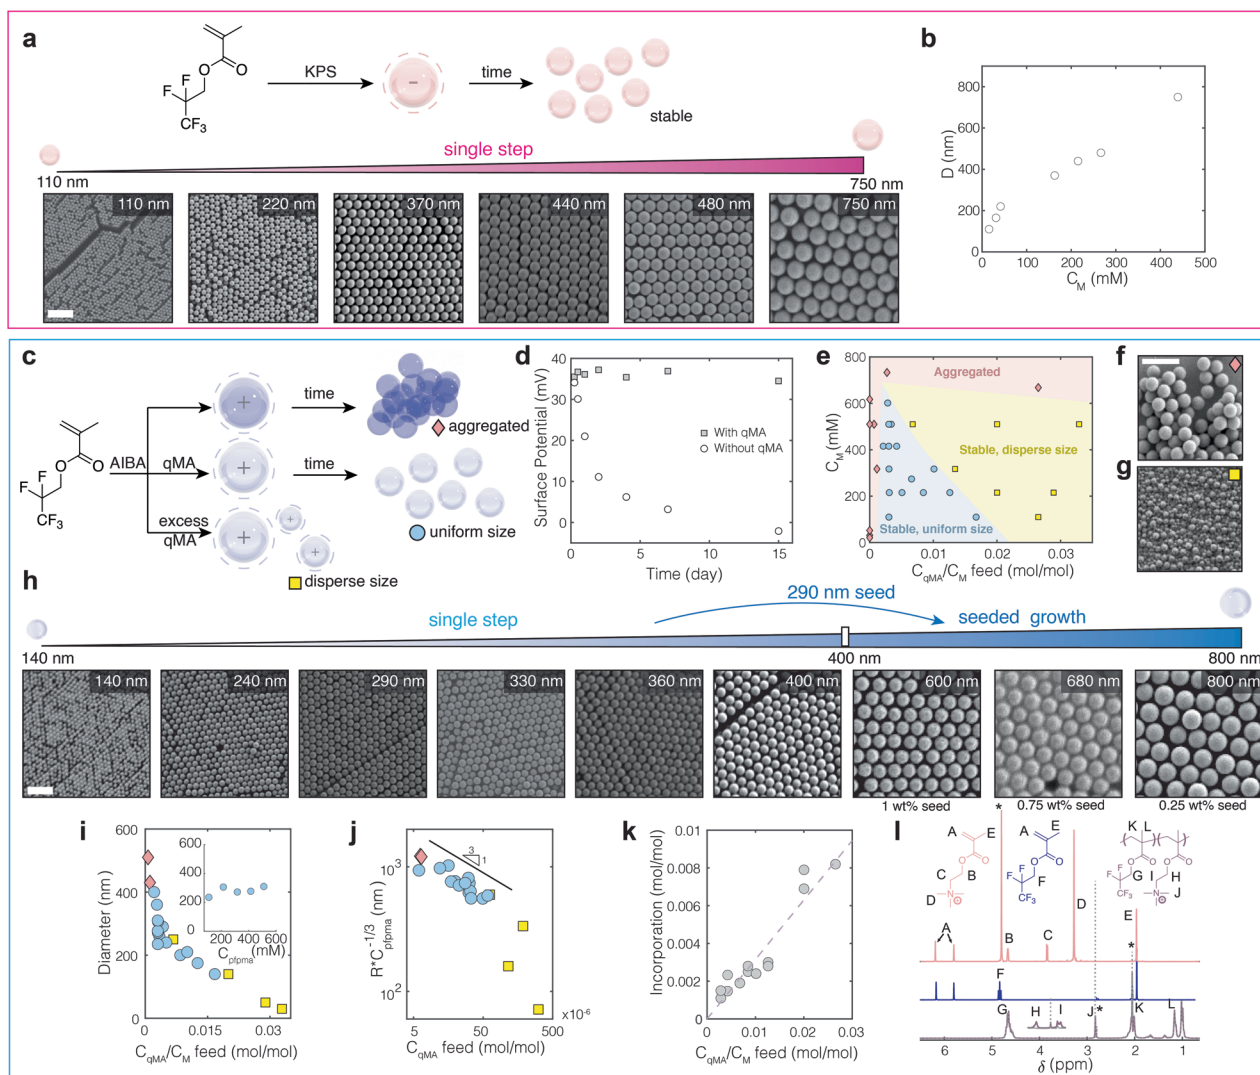 a
O
O
F
F
CF3
KPS
-
time
stable
single step
110 nm
750 nm
110 nm
220 nm
370 nm
440 nm
480 nm
750 nm
b
D (nm)
800
600
400
200
0
0 100 200 300 400 500
CM (mM)
c
O
O
F
F
CF3
AIBA
qMA
excess
qMA
+
+
+
+
+
time
time
aggregated
uniform size
disperse size
d
Surface Potential (mV)
40
30
20
10
0
With qMA
Without qMA
0 5 10 15
Time (day)
e
CM (mM)
800
600
400
200
0
Aggregated
Stable, disperse size
Stable, uniform size
0 0.01 0.02 0.03
CqMA/CM feed (mol/mol)
f
g
h
single step
290 nm seed
seeded growth
140 nm
400 nm
800 nm
140 nm
240 nm
290 nm
330 nm
360 nm
400 nm
600 nm
680 nm
800 nm
1 wt% seed
0.75 wt% seed
0.25 wt% seed
i
Diameter (nm)
600
400
200
0
600
400
200
0
200 400 600
Cpfpma (mM)
0 0.015 0.03
CqMA/CM feed (mol/mol)
j
R*Cpfpma-1/3 (nm)
103
102
3
1
5 50 500
x10-6
CqMA feed (mol/mol)
k
Incorporation (mol/mol)
0.01
0.008
0.006
0.004
0.002
0
0 0.01 0.02 0.03
CqMA/CM feed (mol/mol)
l
*
A
E
O
O
C
B
N
D
+
A
E
O
O
F
F
F
CF3
K L
O
O
O
O
F
F
G
I
H
CF3
N
J
+
A
B
C
D
E
F
*
G
H
I
J
*
K
L
6 5 4 3 2 1
δ (ppm)